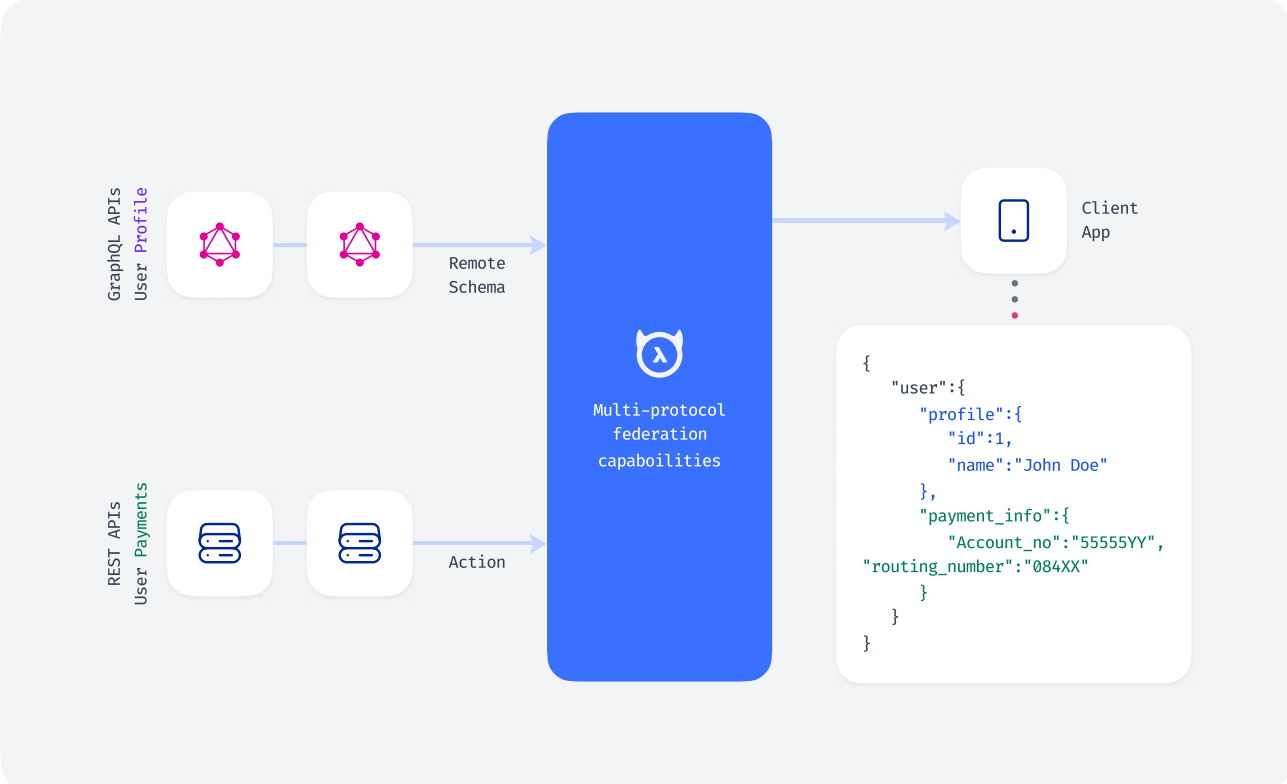 GraphQL APIs
User Profile
Remote
Schema
REST APIs
User Payments
Action
λ
Multi-protocol
federation
capaboilities
Client
App
{
"user":{
"profile":{
"id":1,
"name":"John Doe"
},
"payment_info":{
"Account_no":"55555YY",
"routing_number":"084XX"
}
}
}